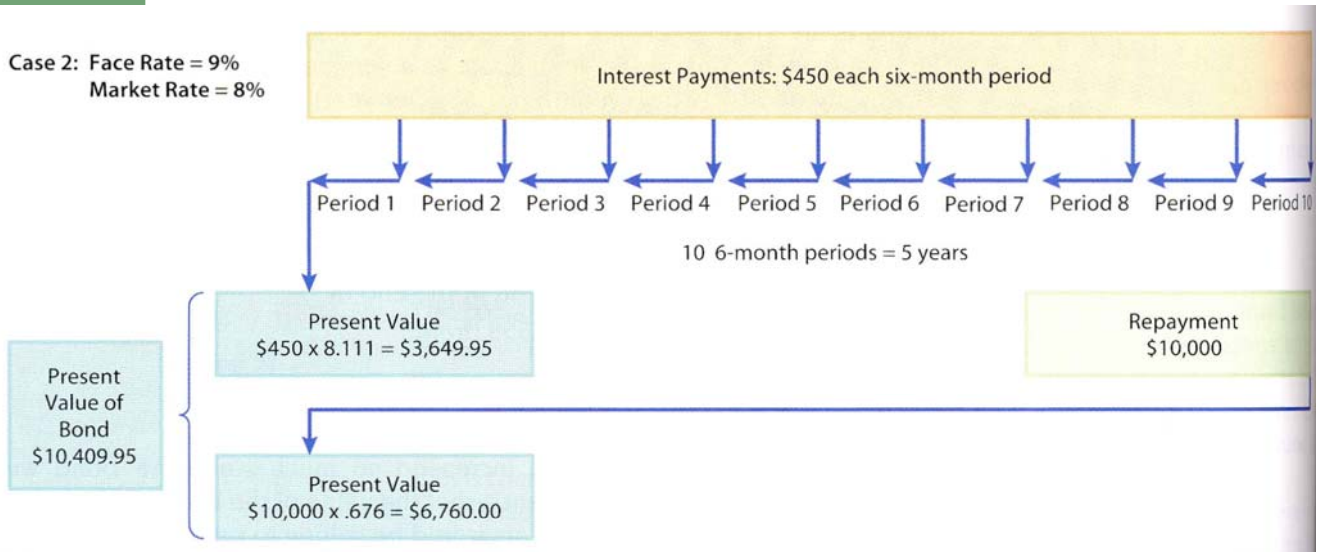 Case 2: Face Rate = 9%
Market Rate = 8%
Interest Payments: $450 each six-month period
Period 1 Period 2 Period 3 Period 4 Period 5 Period 6 Period 7 Period 8 Period 9 Period 10
10 6-month periods = 5 years
Present Value
$450 x 8.111 = $3,649.95
Repayment
$10,000
Present
Value of
Bond
$10,409.95
Present Value
$10,000 x .676 = $6,760.00